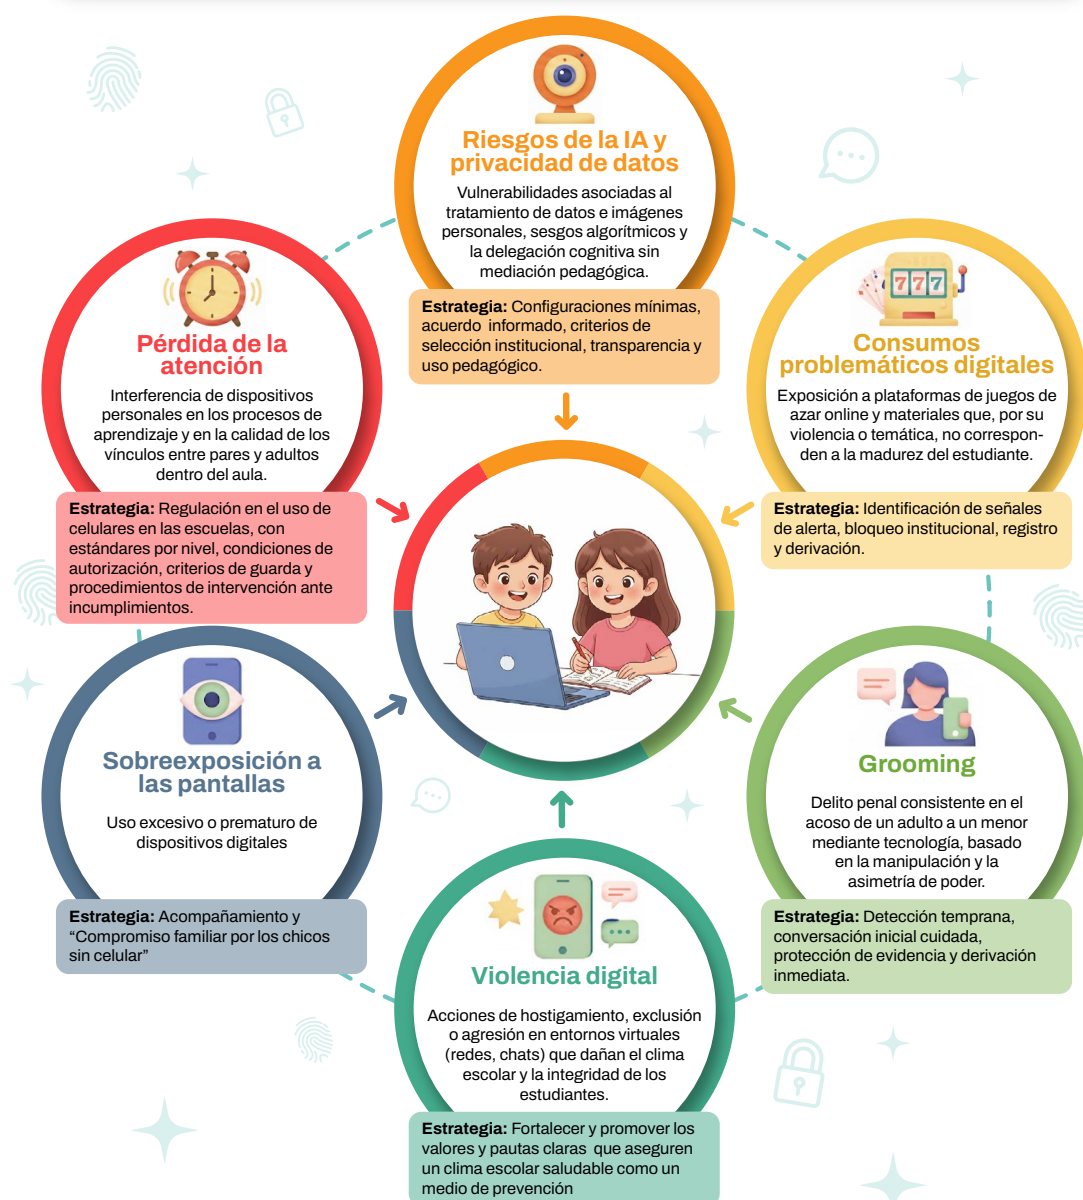 Riesgos de la IA y
privacidad de datos
Vulnerabilidades asociadas al
tratamiento de datos e imágenes
personales, sesgos algorítmicos y
la delegación cognitiva sin
mediación pedagógica.
Estrategia: Configuraciones mínimas,
acuerdo informado, criterios de
selección institucional, transparencia y
uso pedagógico.
Pérdida de la
atención
Interferencia de dispositivos
personales en los procesos de
aprendizaje y en la calidad de los
vínculos entre pares y adultos
dentro del aula.
Estrategia: Regulación en el uso de
celulares en las escuelas, con
estándares por nivel, condiciones de
autorización, criterios de guarda y
procedimientos de intervención ante
incumplimientos.
777
Consumos
problemáticos digitales
Exposición a plataformas de juegos de
azar online y materiales que, por su
violencia o temática, no correspon-
den a la madurez del estudiante.
Estrategia: Identificación de señales
de alerta, bloqueo institucional, registro
y derivación.
Sobreexposición a
las pantallas
Uso excesivo o prematuro de
dispositivos digitales
Estrategia: Acompañamiento y
“Compromiso familiar por los chicos
sin celular”
Grooming
Delito penal consistente en el
acoso de un adulto a un menor
mediante tecnología, basado
en la manipulación y la
asimetría de poder.
Estrategia: Detección temprana,
conversación inicial cuidada,
protección de evidencia y derivación
inmediata.
Violencia digital
Acciones de hostigamiento, exclusión
o agresión en entornos virtuales
(redes, chats) que dañan el clima
escolar y la integridad de los
estudiantes.
Estrategia: Fortalecer y promover los
valores y pautas claras que aseguren
un clima escolar saludable como un
medio de prevención